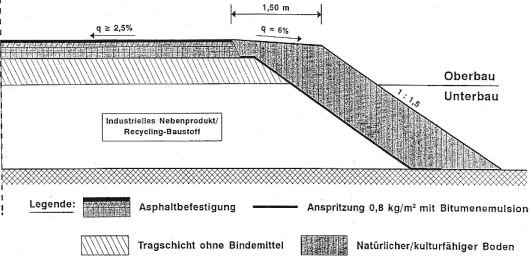 1,50 m
q ≥ 2,5%
q = 6%
Oberbau
1 : 1,5
Unterbau
Industrielles Nebenprodukt/
Recycling-Baustoff
Legende:
Asphaltbefestigung
Anspritzung 0,8 kg/m² mit Bitumenemulsion
Tragschicht ohne Bindemittel
Natürlicher/kulturfähiger Boden